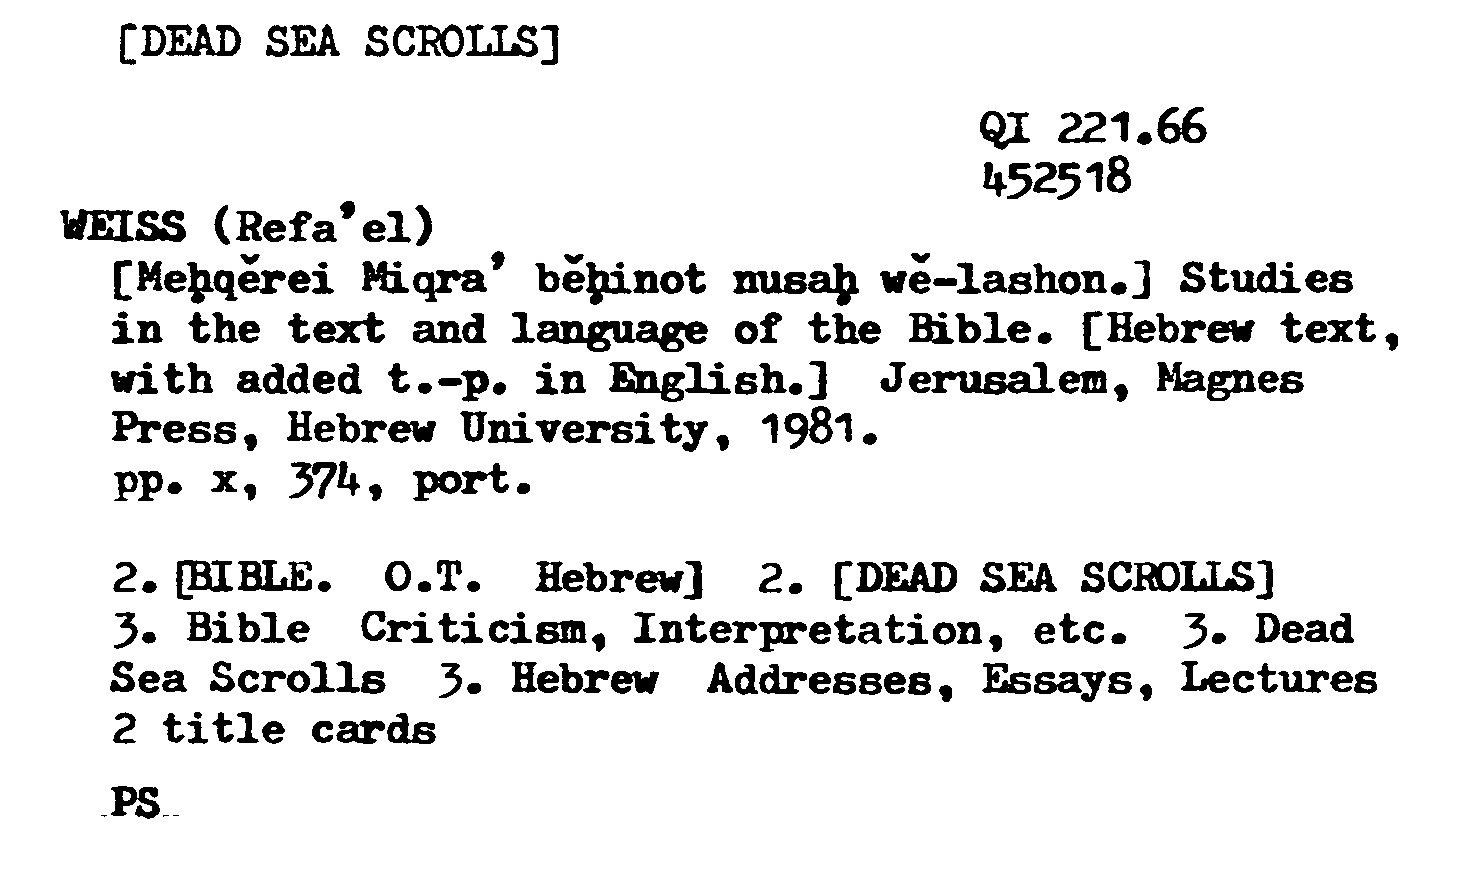 [DEAD SEA SCROLLS]
QI 221.66
452518
WEISS (Refa'el)
[Meḥqĕrei Miqra' bĕḥinot nusaḥ wĕ-lashon.] Studies
in the text and language of the Bible. [Hebrew text,
with added t.-p. in English.] Jerusalem, Magnes
Press, Hebrew University, 1981.
pp. x, 374, port.
2. [BIBLE. O.T. Hebrew] 2. [DEAD SEA SCROLLS]
3. Bible Criticism, Interpretation, etc. 3. Dead
Sea Scrolls 3. Hebrew Addresses, Essays, Lectures
2 title cards
PS